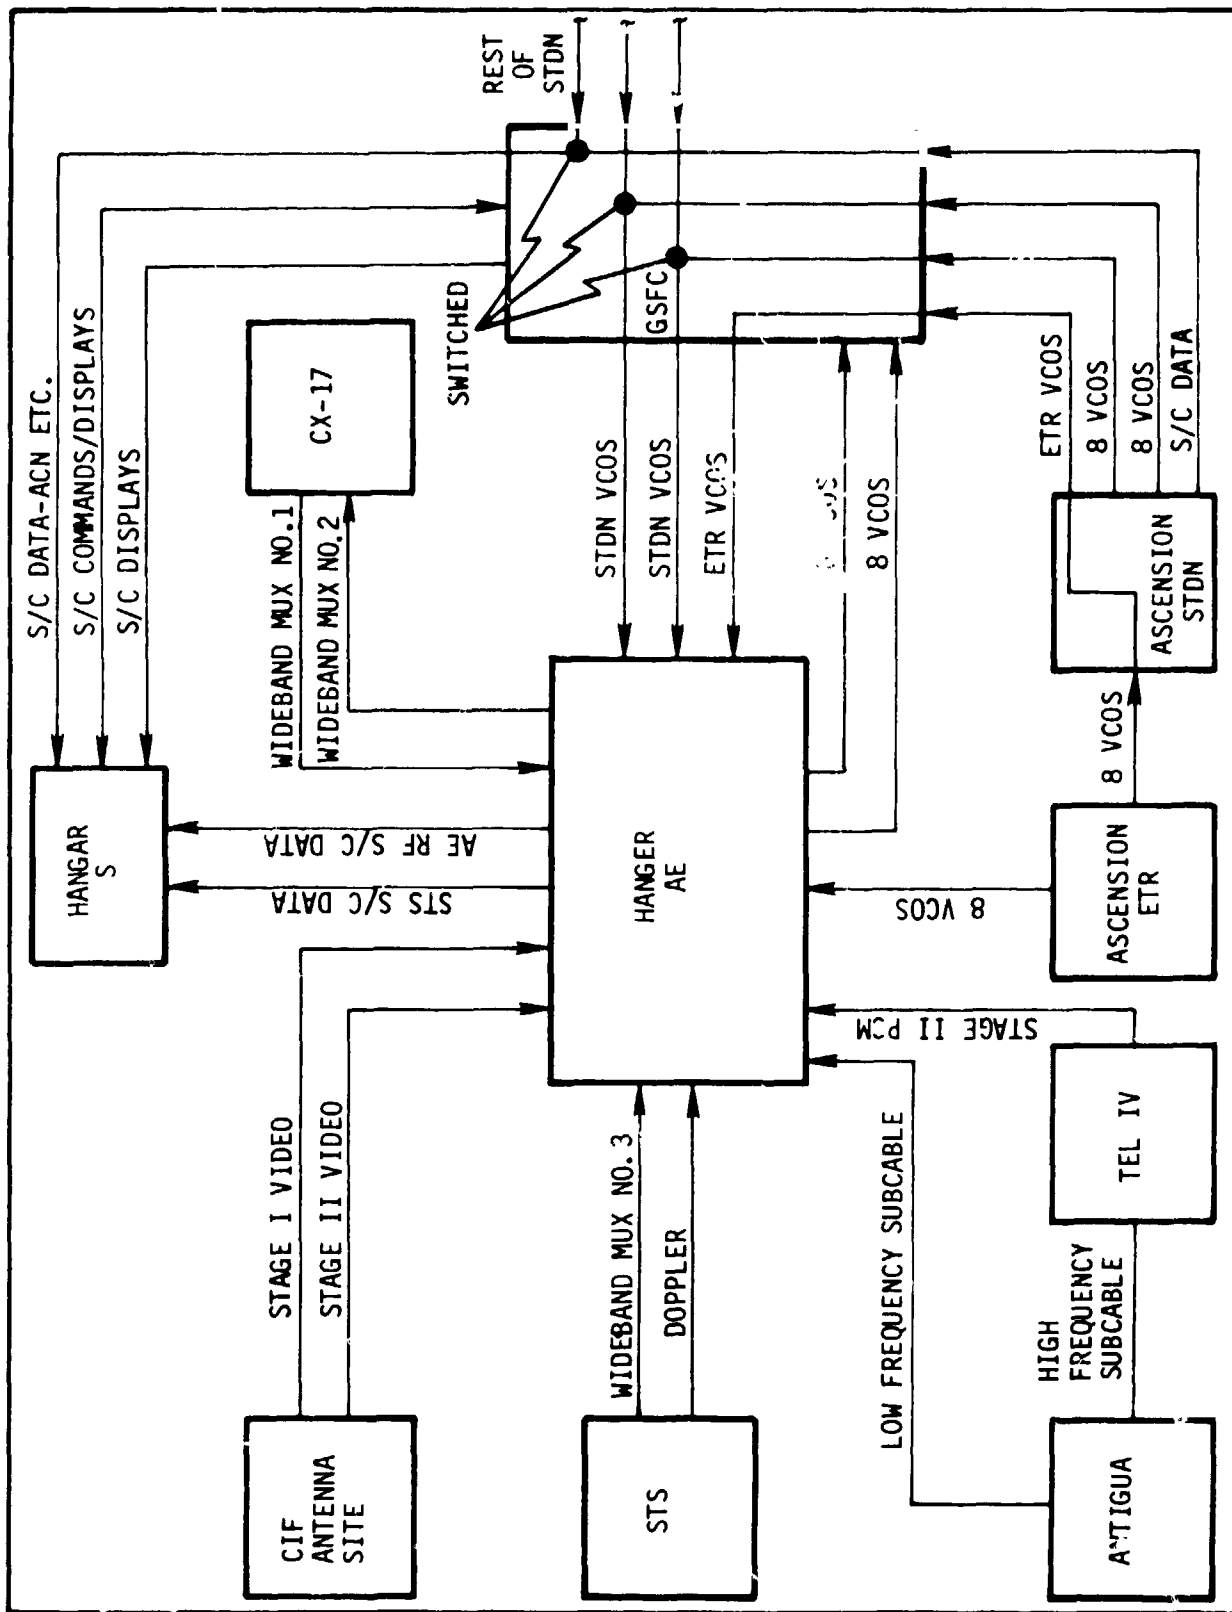 S/C DATA-ACN ETC.
S/C COMMANDS/DISPLAYS
S/C DISPLAYS
HANGAR
S
REST
OF
STDN
CX-17
WIDEBAND MUX NO.1
WIDEBAND MUX NO.2
SWITCHED
GSFC
AE RF S/C DATA
STS S/C DATA
STAGE I VIDEO
STAGE II VIDEO
CIF
ANTENNA
SITE
STDN VCOS
STDN VCOS
ETR VCOS
8 VCOS
HANGER
AE
WIDEBAND MUX NO.3
DOPPLER
STS
LOW FREQUENCY SUBCABLE
STAGE II PCM
8 VCOS
ETR VCOS
8 VCOS
8 VCOS
S/C DATA
ANTIGUA
HIGH
FREQUENCY
SUBCABLE
TEL IV
ASCENSION
ETR
8 VCOS
ASCENSION
STDN